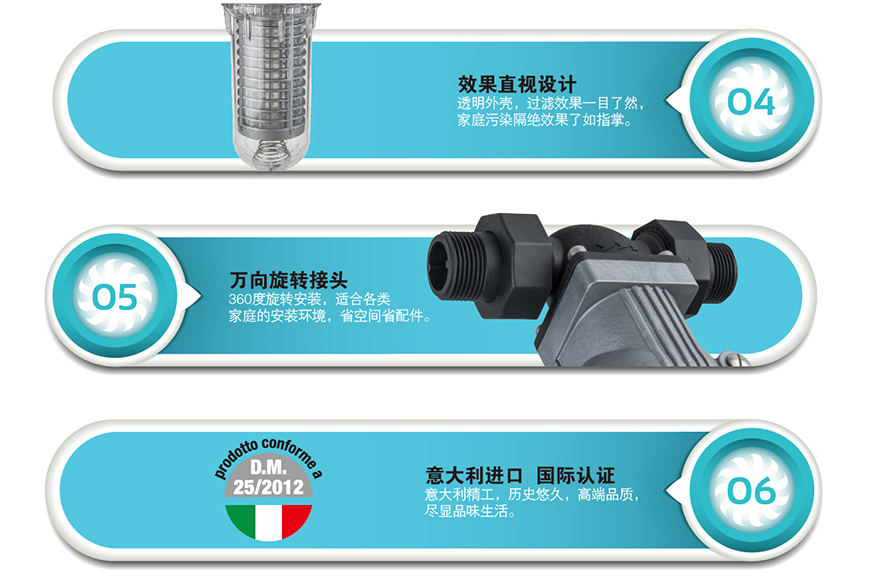 效果直视设计
透明外壳，过滤效果一目了然，
家庭污染隔绝效果了如指掌。
04
05
万向旋转接头
360度旋转安装，适合各类
家庭的安装环境，省空间省配件。
prodotto conforme a
D.M.
25/2012
意大利进口 国际认证
意大利精工，历史悠久，高端品质，
尽显品味生活。
06